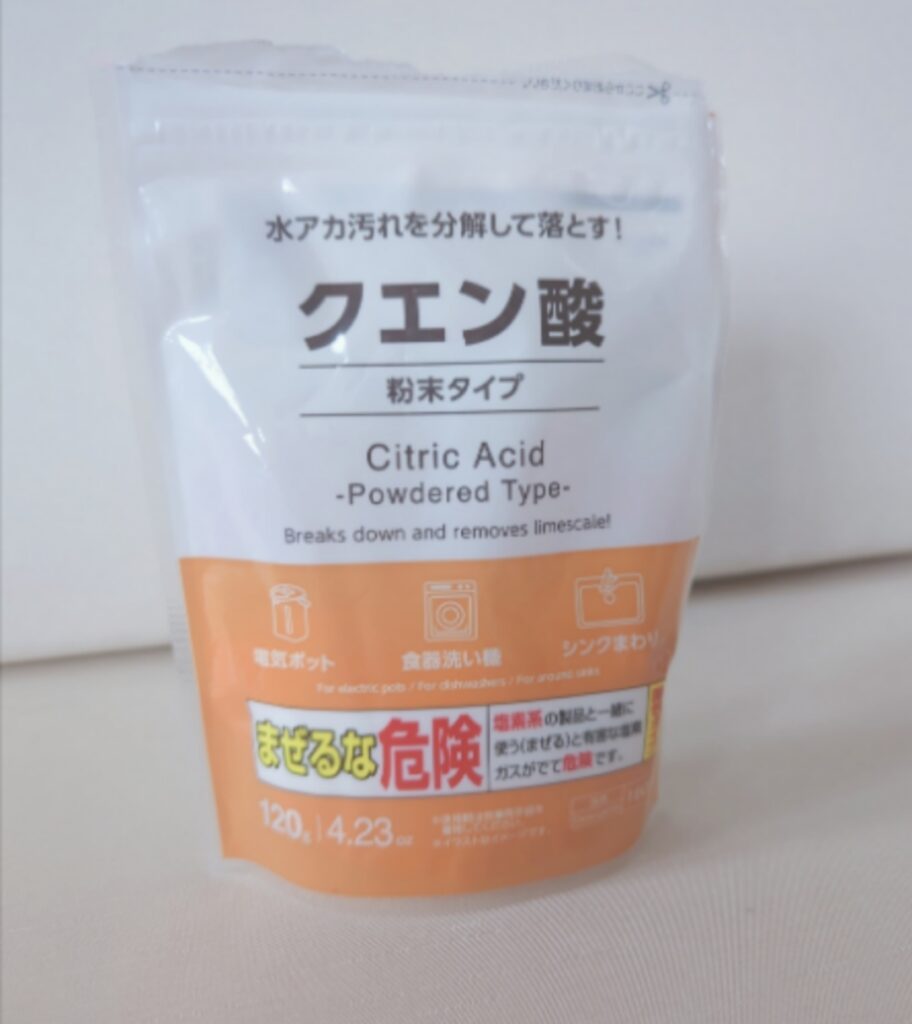 水アカ汚れを分解して落とす!
クエン酸
粉末タイプ
Citric Acid
-Powdered Type-
Breaks down and removes limescale!
電気ポット
食器洗い機
シンクまわり
For electric pots / For dishwashers / For around sinks
まぜるな危険
塩素系の製品と一緒に
使う(まぜる)と有害な塩素
ガスがでて危険です。
120g 4.23oz